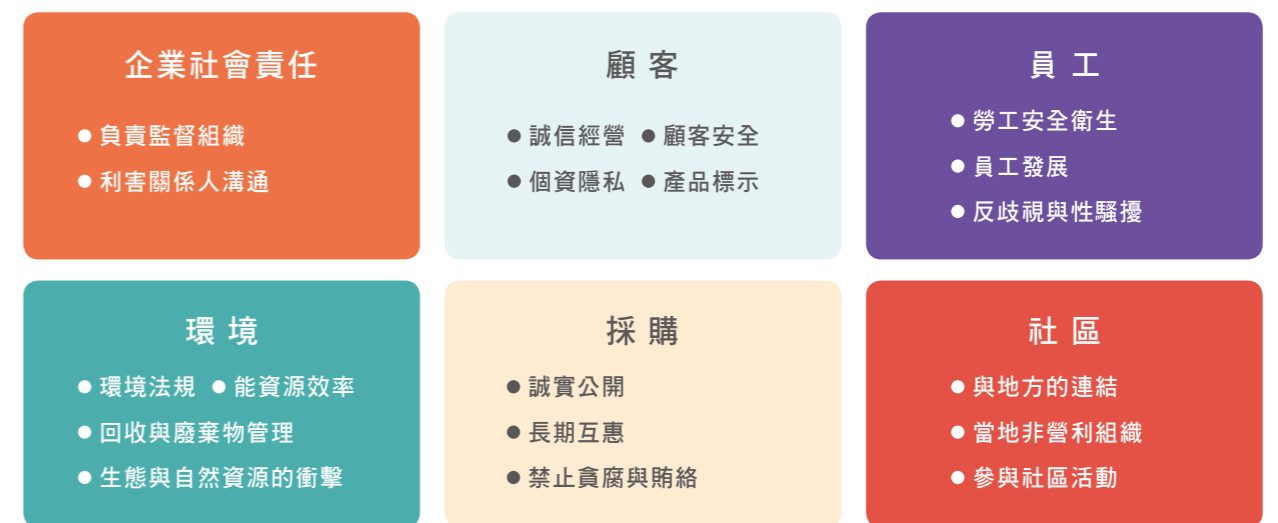 企業社會責任
● 負責監督組織
● 利害關係人溝通
顧客
● 誠信經營 ● 顧客安全
● 個資隱私 ● 產品標示
員工
● 勞工安全衛生
● 員工發展
● 反歧視與性騷擾
環境
● 環境法規 ● 能資源效率
● 回收與廢棄物管理
● 生態與自然資源的衝擊
採購
● 誠實公開
● 長期互惠
● 禁止貪腐與賄絡
社區
● 與地方的連結
● 當地非營利組織
● 參與社區活動